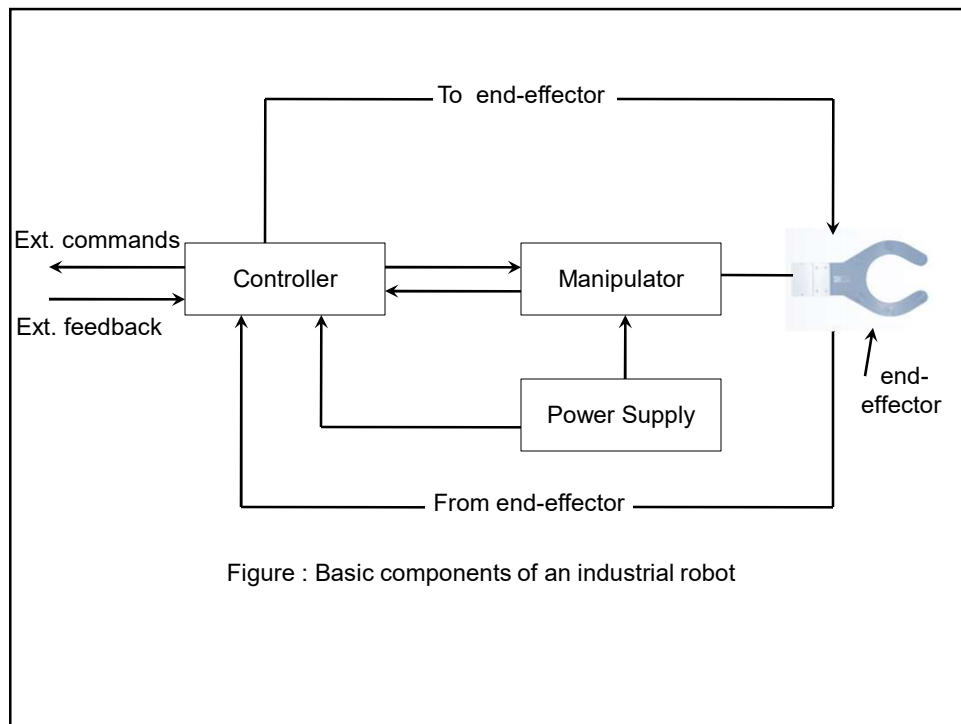 To end-effector
Ext. commands
Controller
Manipulator
Ext. feedback
end-
effector
Power Supply
From end-effector
Figure : Basic components of an industrial robot